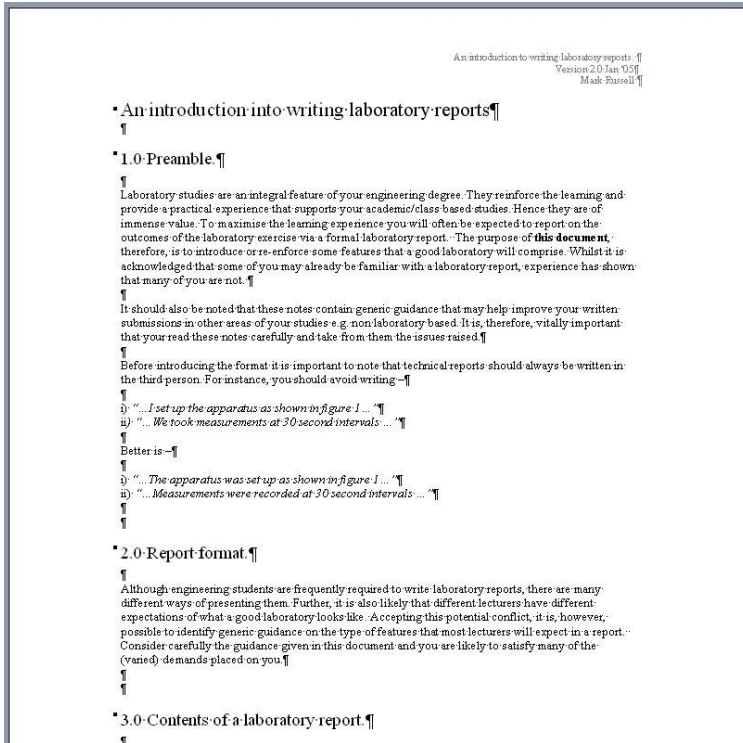 An introduction to writing laboratory reports.
Version 2.0 Jan '05
Mark Russell
An introduction into writing laboratory reports
1.0 Preamble.
Laboratory studies are an integral feature of your engineering degree. They reinforce the learning and
provide a practical experience that supports your academic/class based studies. Hence they are of
immense value. To maximise the learning experience you will often be expected to report on the
outcomes of the laboratory exercise via a formal laboratory report. The purpose of this document,
therefore, is to introduce or re-enforce some features that a good laboratory will comprise. Whilst it is
acknowledged that some of you may already be familiar with a laboratory report, experience has shown
that many of you are not.
It should also be noted that these notes contain generic guidance that may help improve your written
submissions in other areas of your studies e.g. non laboratory based. It is, therefore, vitally important
that your read these notes carefully and take from them the issues raised.
Before introducing the format it is important to note that technical reports should always be written in
the third person. For instance, you should avoid writing –
i) “...I set up the apparatus as shown in figure 1 ...”
ii) “... We took measurements at 30 second intervals ...”
Better is –
i) “...The apparatus was set up as shown in figure 1 ...”
ii) “... Measurements were recorded at 30 second intervals ...”
2.0 Report format.
Although engineering students are frequently required to write laboratory reports, there are many
different ways of presenting them. Further, it is also likely that different lecturers have different
expectations of what a good laboratory looks like. Accepting this potential conflict, it is, however,
possible to identify generic guidance on the type of features that most lecturers will expect in a report.
Consider carefully the guidance given in this document and you are likely to satisfy many of the
(varied) demands placed on you.
3.0 Contents of a laboratory report.